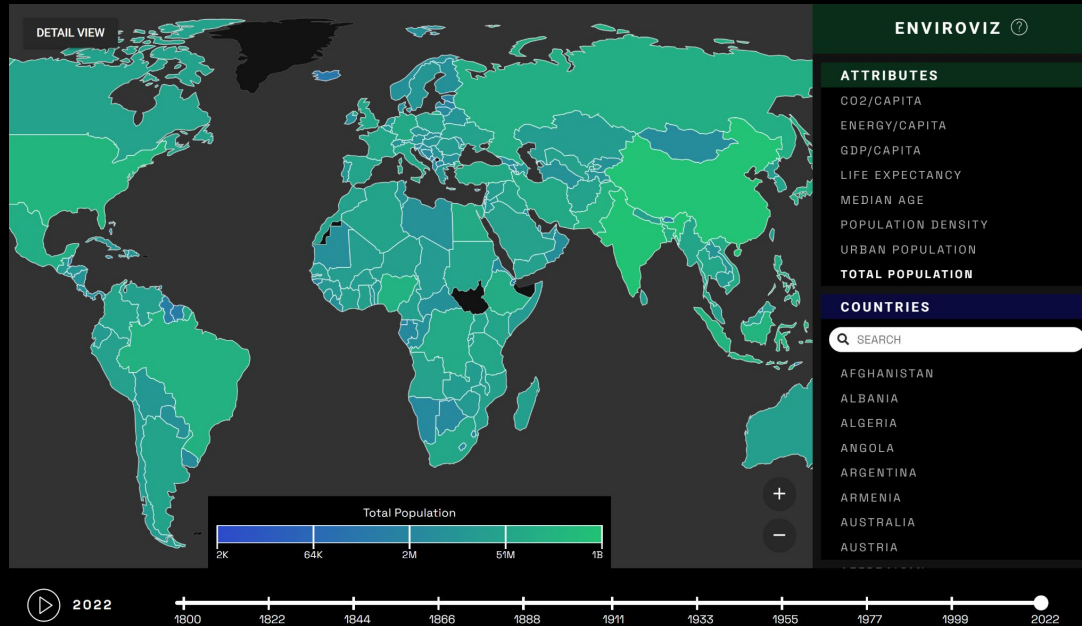 DETAIL VIEW
ENVIROVIZ ?
ATTRIBUTES
CO2/CAPITA
ENERGY/CAPITA
GDP/CAPITA
LIFE EXPECTANCY
MEDIAN AGE
POPULATION DENSITY
URBAN POPULATION
TOTAL POPULATION
COUNTRIES
SEARCH
AFGHANISTAN
ALBANIA
ALGERIA
ANGOLA
ARGENTINA
ARMENIA
AUSTRALIA
AUSTRIA
+
−
Total Population
2K 64K 2M 51M 1B
2022
1800 1822 1844 1866 1888 1911 1933 1955 1977 1999 2022